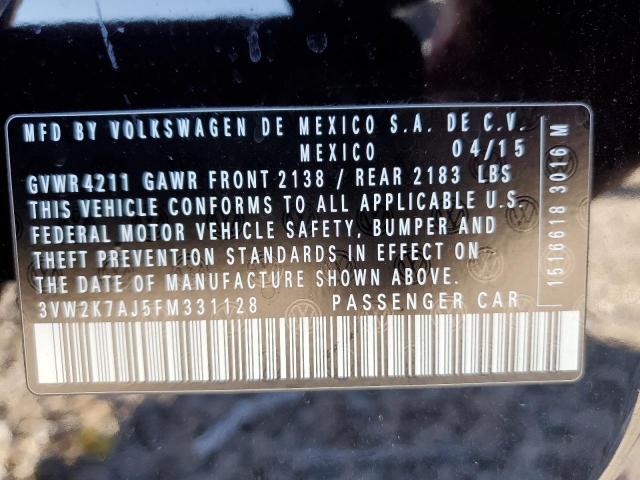 MFD BY VOLKSWAGEN DE MEXICO S.A. DE C.V.
MEXICO 04/15
GVWR 4211 GAWR FRONT 2138 / REAR 2183 LBS
THIS VEHICLE CONFORMS TO ALL APPLICABLE U.S.
FEDERAL MOTOR VEHICLE SAFETY, BUMPER AND
THEFT PREVENTION STANDARDS IN EFFECT ON
THE DATE OF MANUFACTURE SHOWN ABOVE.
3VW2K7AJ5FM331128 PASSENGER CAR
1516618 3016 M